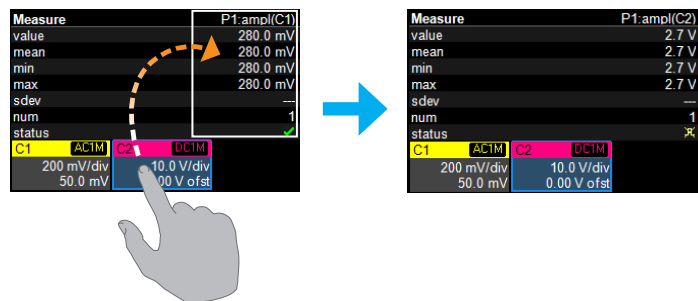 Measure P1:ampl(C1)
value 280.0 mV
mean 280.0 mV
min 280.0 mV
max 280.0 mV
sdev ---
num 1
status
C1 AC1M C2 DC1M
200 mV/div 10.0 V/div
50.0 mV 00 V ofst
Measure P1:ampl(C2)
value 2.7 V
mean 2.7 V
min 2.7 V
max 2.7 V
sdev ---
num 1
status
C1 AC1M C2 DC1M
200 mV/div 10.0 V/div
50.0 mV 0.00 V ofst